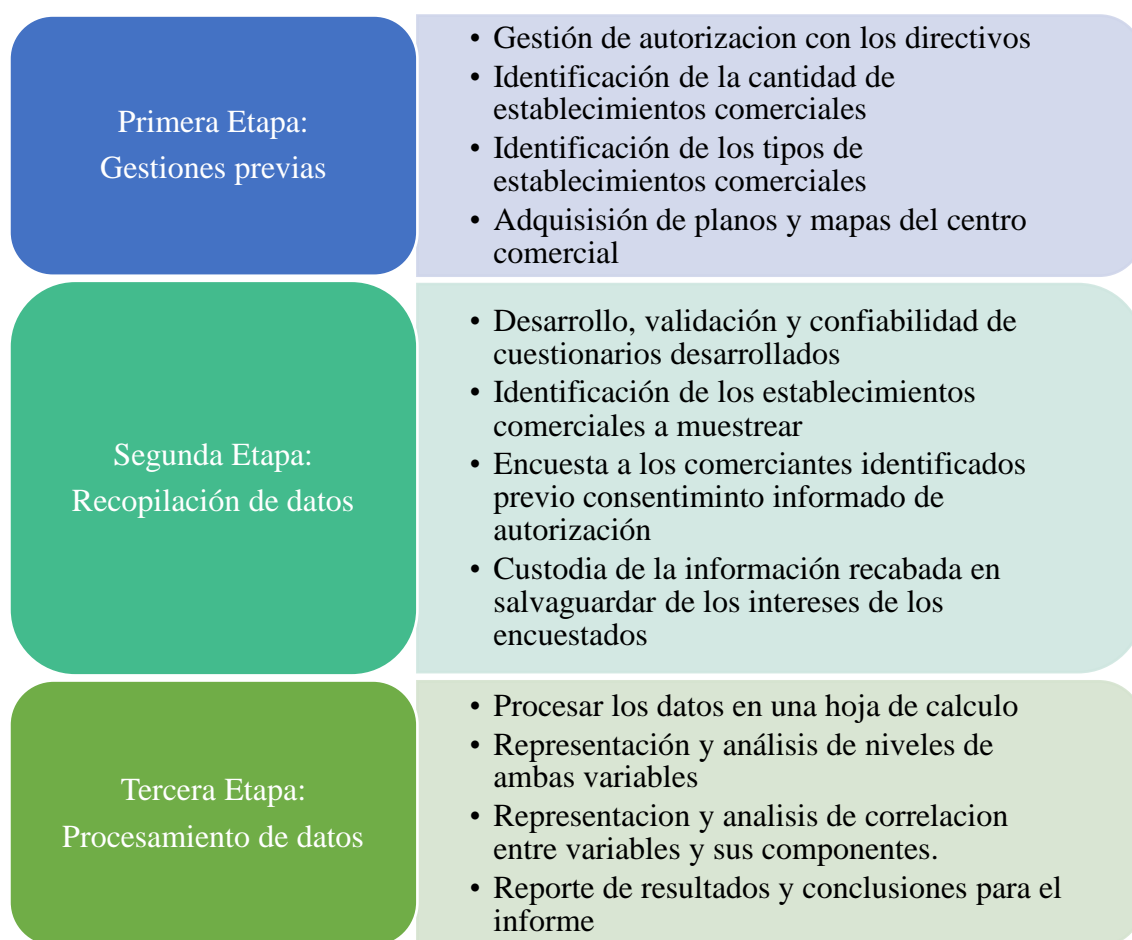 Primera Etapa:
Gestiones previas
• Gestión de autorizacion con los directivos
• Identificación de la cantidad de
establecimientos comerciales
• Identificación de los tipos de
establecimientos comerciales
• Adquisisión de planos y mapas del centro
comercial
Segunda Etapa:
Recopilación de datos
• Desarrollo, validación y confiabilidad de
cuestionarios desarrollados
• Identificación de los establecimientos
comerciales a muestrear
• Encuesta a los comerciantes identificados
previo consentiminto informado de
autorización
• Custodia de la información recabada en
salvaguardar de los intereses de los
encuestados
Tercera Etapa:
Procesamiento de datos
• Procesar los datos en una hoja de calculo
• Representación y análisis de niveles de
ambas variables
• Representacion y analisis de correlacion
entre variables y sus componentes.
• Reporte de resultados y conclusiones para el
informe